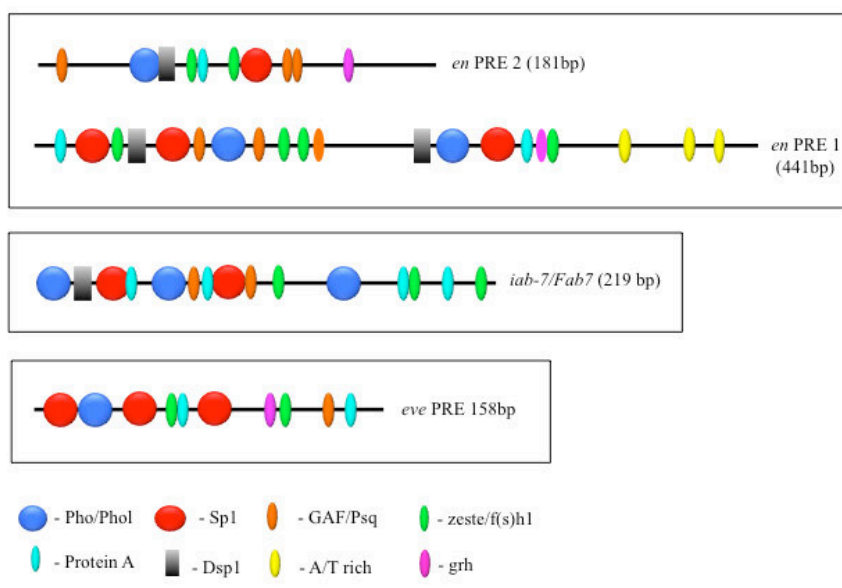 en PRE 2 (181bp)
en PRE 1
(441bp)
iab-7/Fab7 (219 bp)
eve PRE 158bp
- Pho/Phol - Sp1 - GAF/Psq - zeste/f(s)h1
- Protein A - Dsp1 - A/T rich - grh